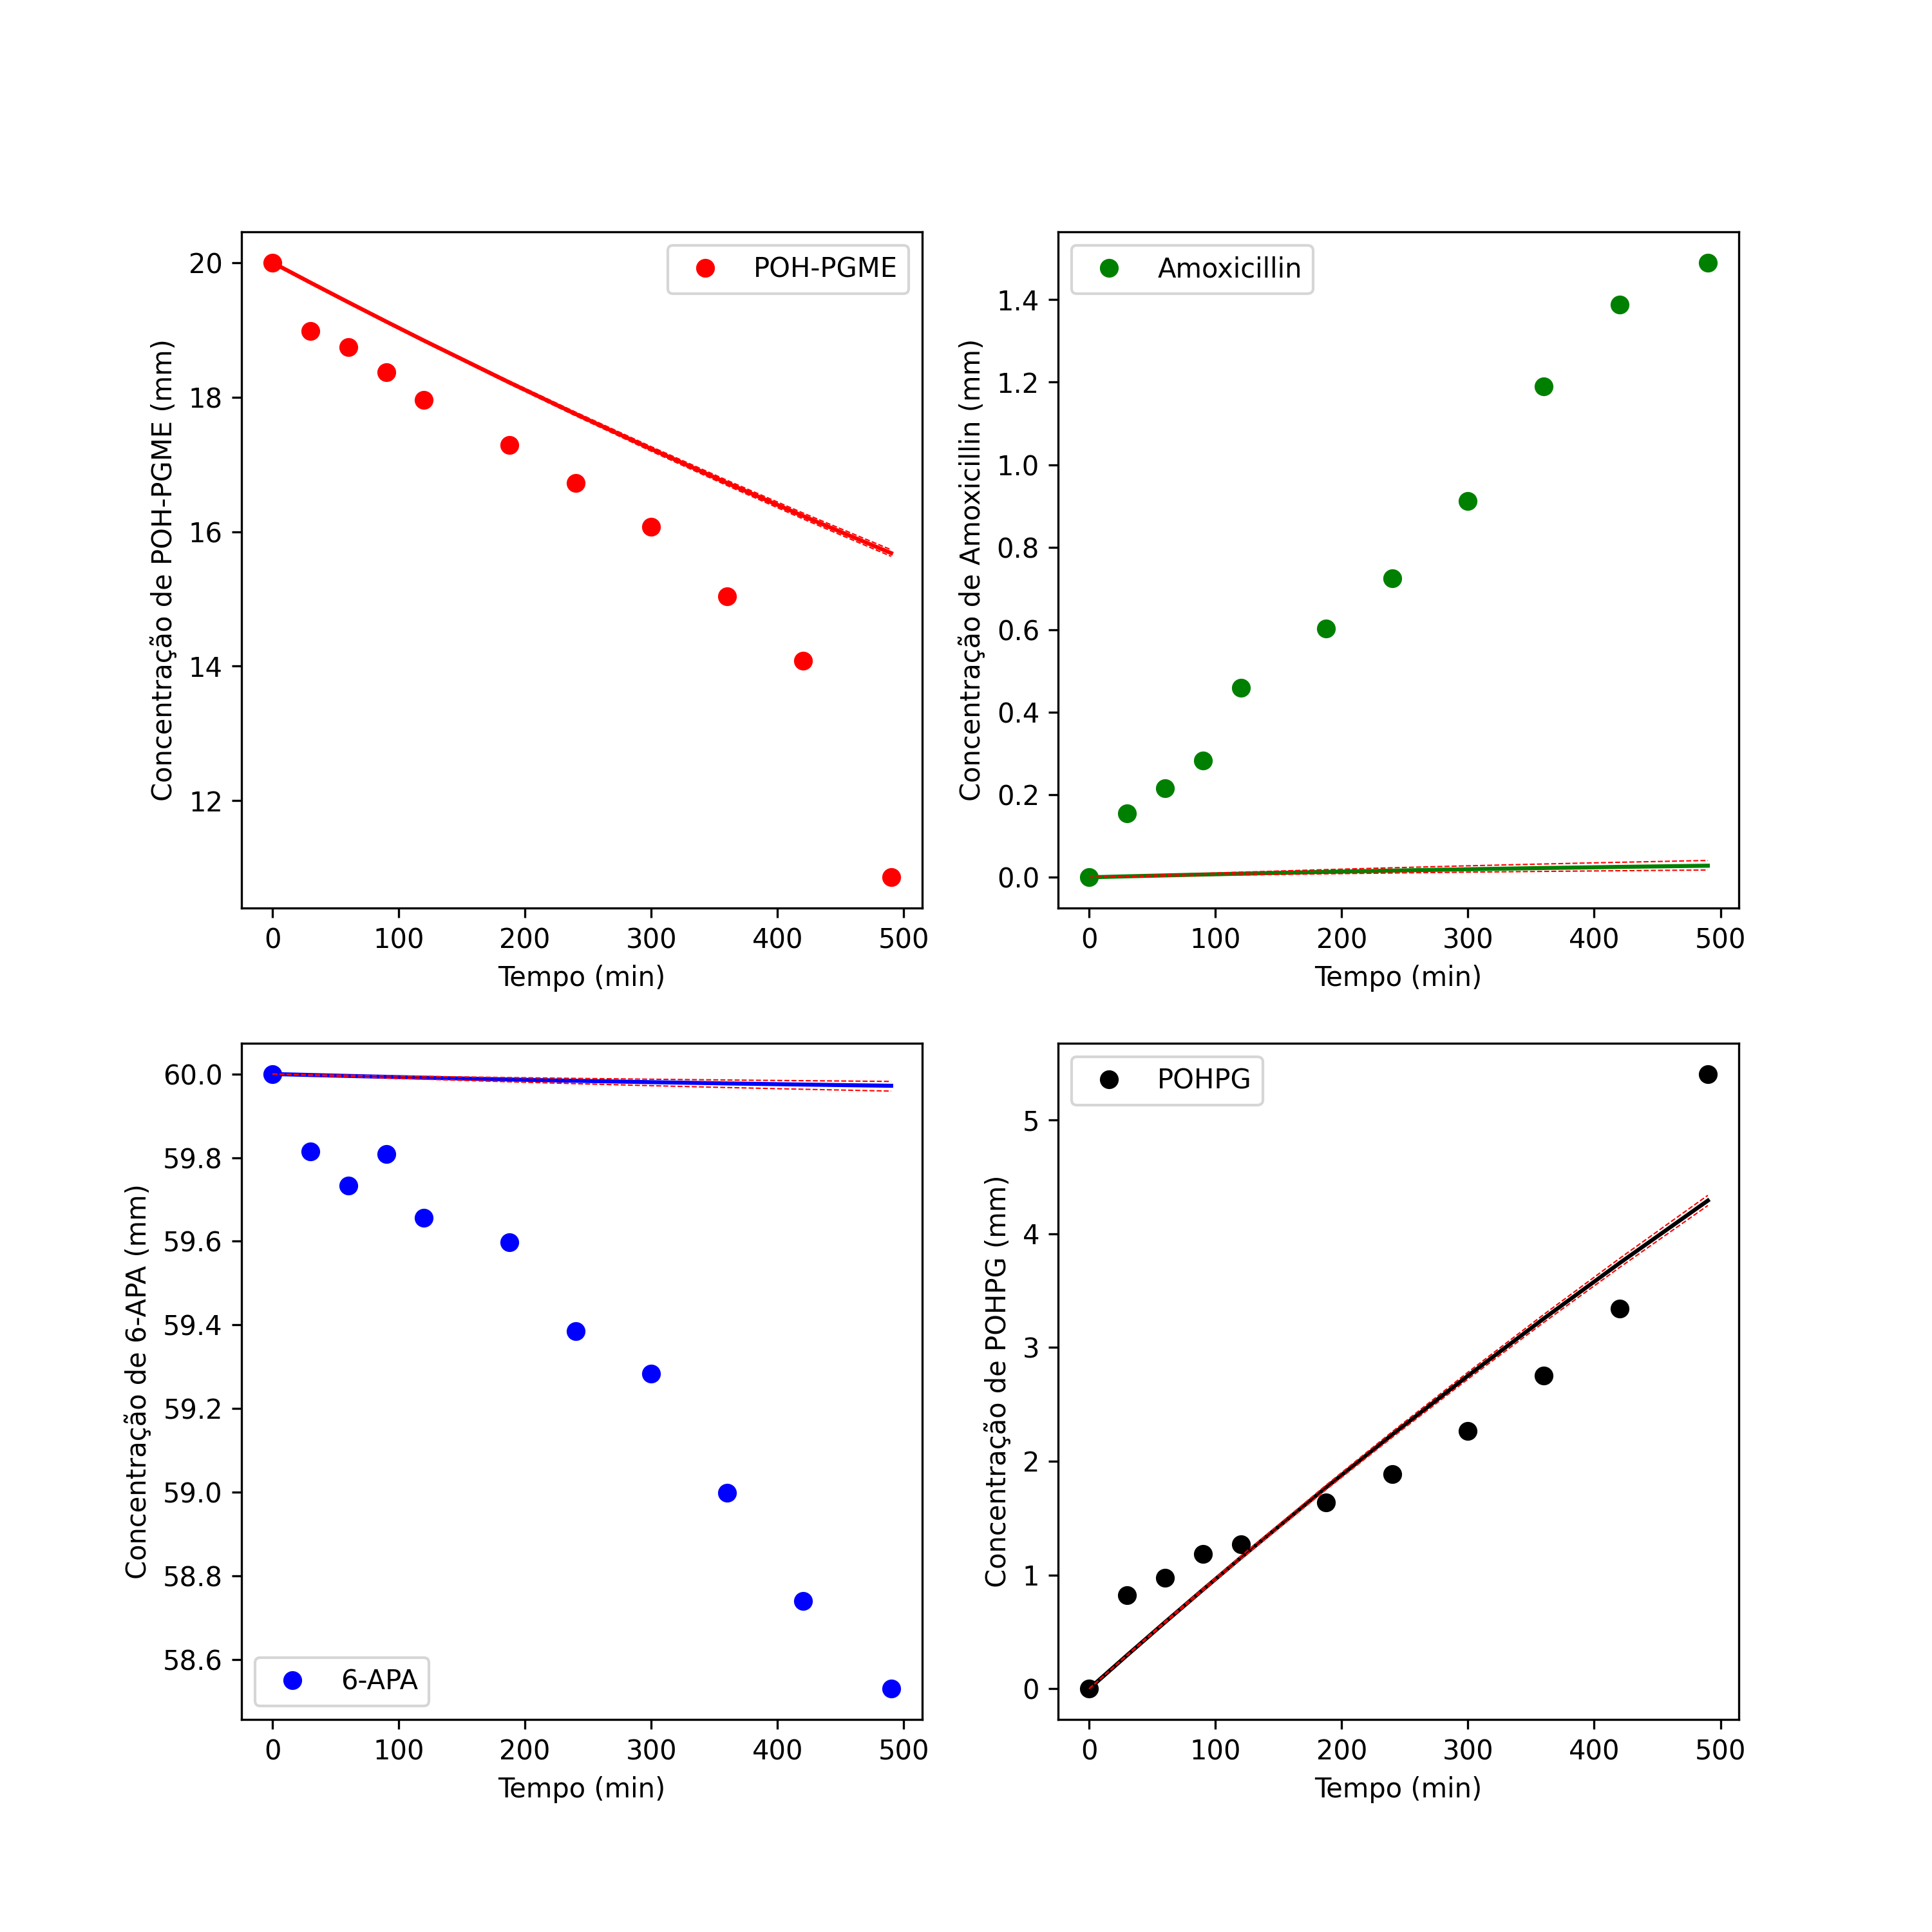 POH-PGME
Concentração de POH-PGME (mm)
20
18
16
14
12
0 100 200 300 400 500
Tempo (min)
Amoxicillin
Concentração de Amoxicillin (mm)
1.4
1.2
1.0
0.8
0.6
0.4
0.2
0.0
0 100 200 300 400 500
Tempo (min)
Concentração de 6-APA (mm)
60.0
59.8
59.6
59.4
59.2
59.0
58.8
58.6
6-APA
0 100 200 300 400 500
Tempo (min)
POHPG
Concentração de POHPG (mm)
5
4
3
2
1
0
0 100 200 300 400 500
Tempo (min)